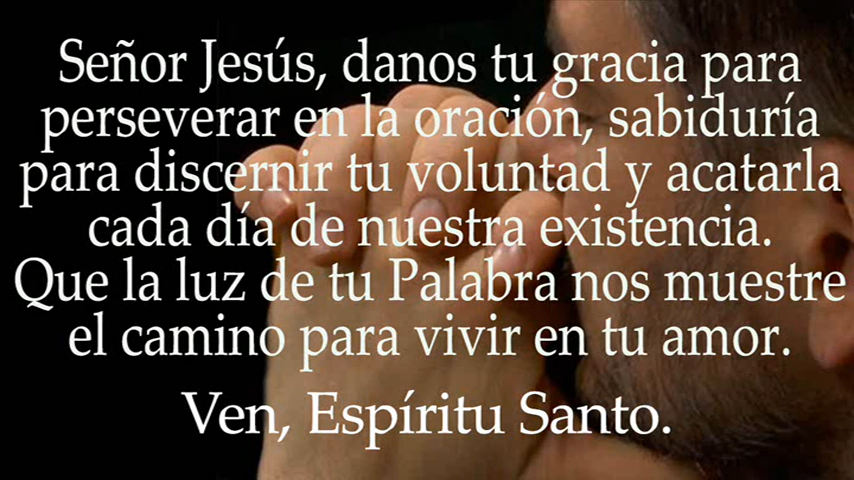 Señor Jesús, danos tu gracia para
perseverar en la oración, sabiduría
para discernir tu voluntad y acatarla
cada día de nuestra existencia.
Que la luz de tu Palabra nos muestre
el camino para vivir en tu amor.
Ven, Espíritu Santo.